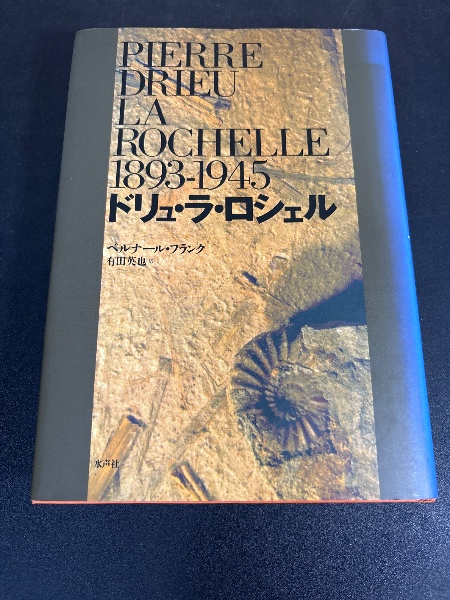 PIERRE
DRIEU
LA
ROCHELLE
1893-1945
ドリュ・ラ・ロシェル
ベルナール・フランク
有田英也 訳
水声社